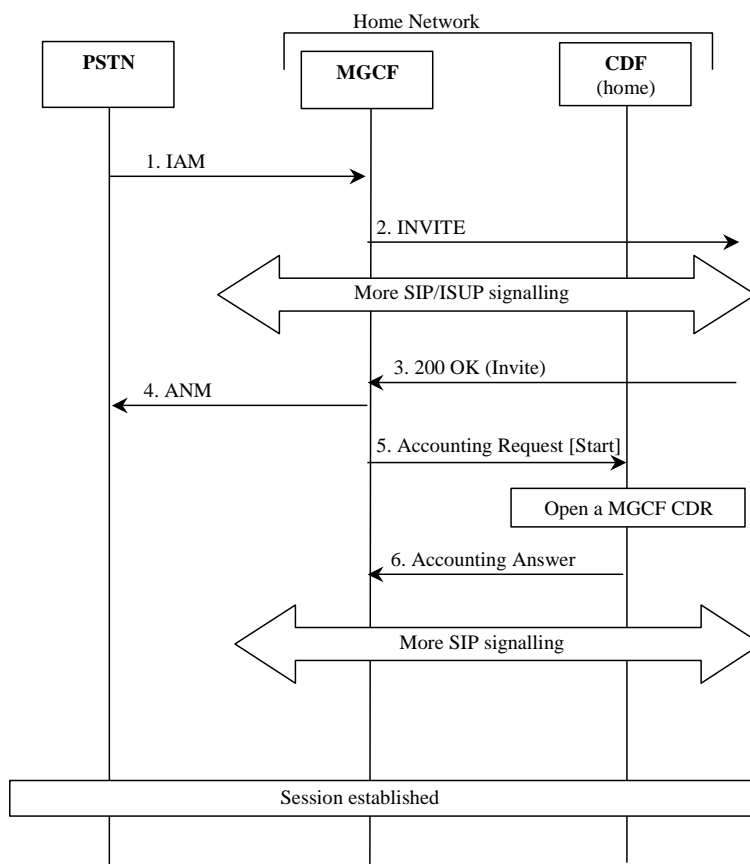 Home Network
PSTN
MGCF
CDF
(home)
1. IAM
2. INVITE
More SIP/ISUP signalling
3. 200 OK (Invite)
4. ANM
5. Accounting Request [Start]
Open a MGCF CDR
6. Accounting Answer
More SIP signalling
Session established